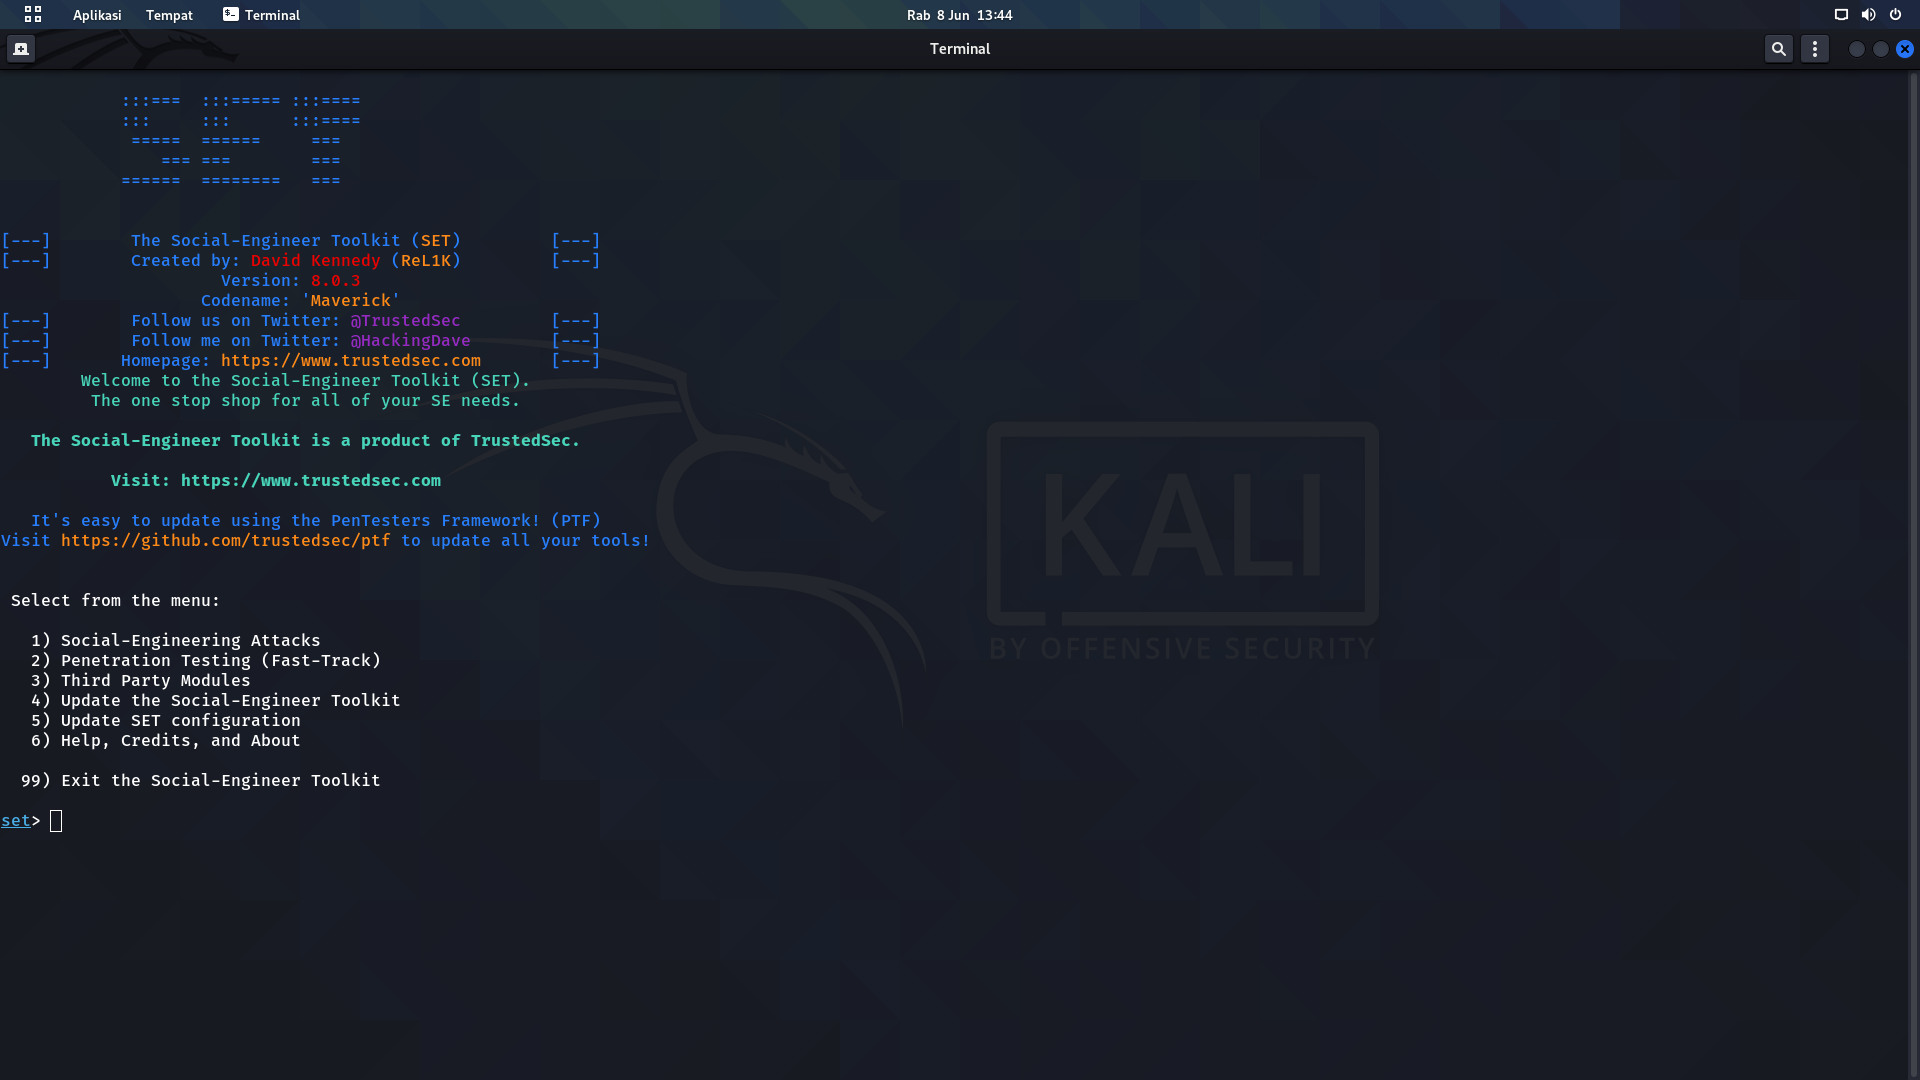 Aplikasi Tempat Terminal Rab 8 Jun 13:44
Terminal
:::===  :::===== :::====
:::     :::      :::====
 =====  ======     ===
    === ===        ===
======  ========   ===
[---] The Social-Engineer Toolkit (SET) [---]
[---] Created by: David Kennedy (ReL1K) [---]
Version: 8.0.3
Codename: 'Maverick'
[---] Follow us on Twitter: @TrustedSec [---]
[---] Follow me on Twitter: @HackingDave [---]
[---] Homepage: https://www.trustedsec.com [---]
Welcome to the Social-Engineer Toolkit (SET).
The one stop shop for all of your SE needs.
The Social-Engineer Toolkit is a product of TrustedSec.
Visit: https://www.trustedsec.com
It's easy to update using the PenTesters Framework! (PTF)
Visit https://github.com/trustedsec/ptf to update all your tools!
Select from the menu:
1) Social-Engineering Attacks
2) Penetration Testing (Fast-Track)
3) Third Party Modules
4) Update the Social-Engineer Toolkit
5) Update SET configuration
6) Help, Credits, and About
99) Exit the Social-Engineer Toolkit
set>
KALI
BY OFFENSIVE SECURITY